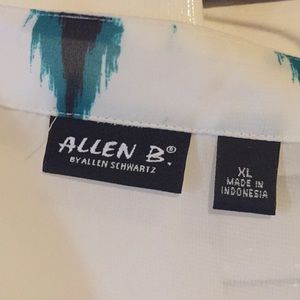 ALLEN B.®
BY ALLEN SCHWARTZ
XL
MADE IN
INDONESIA